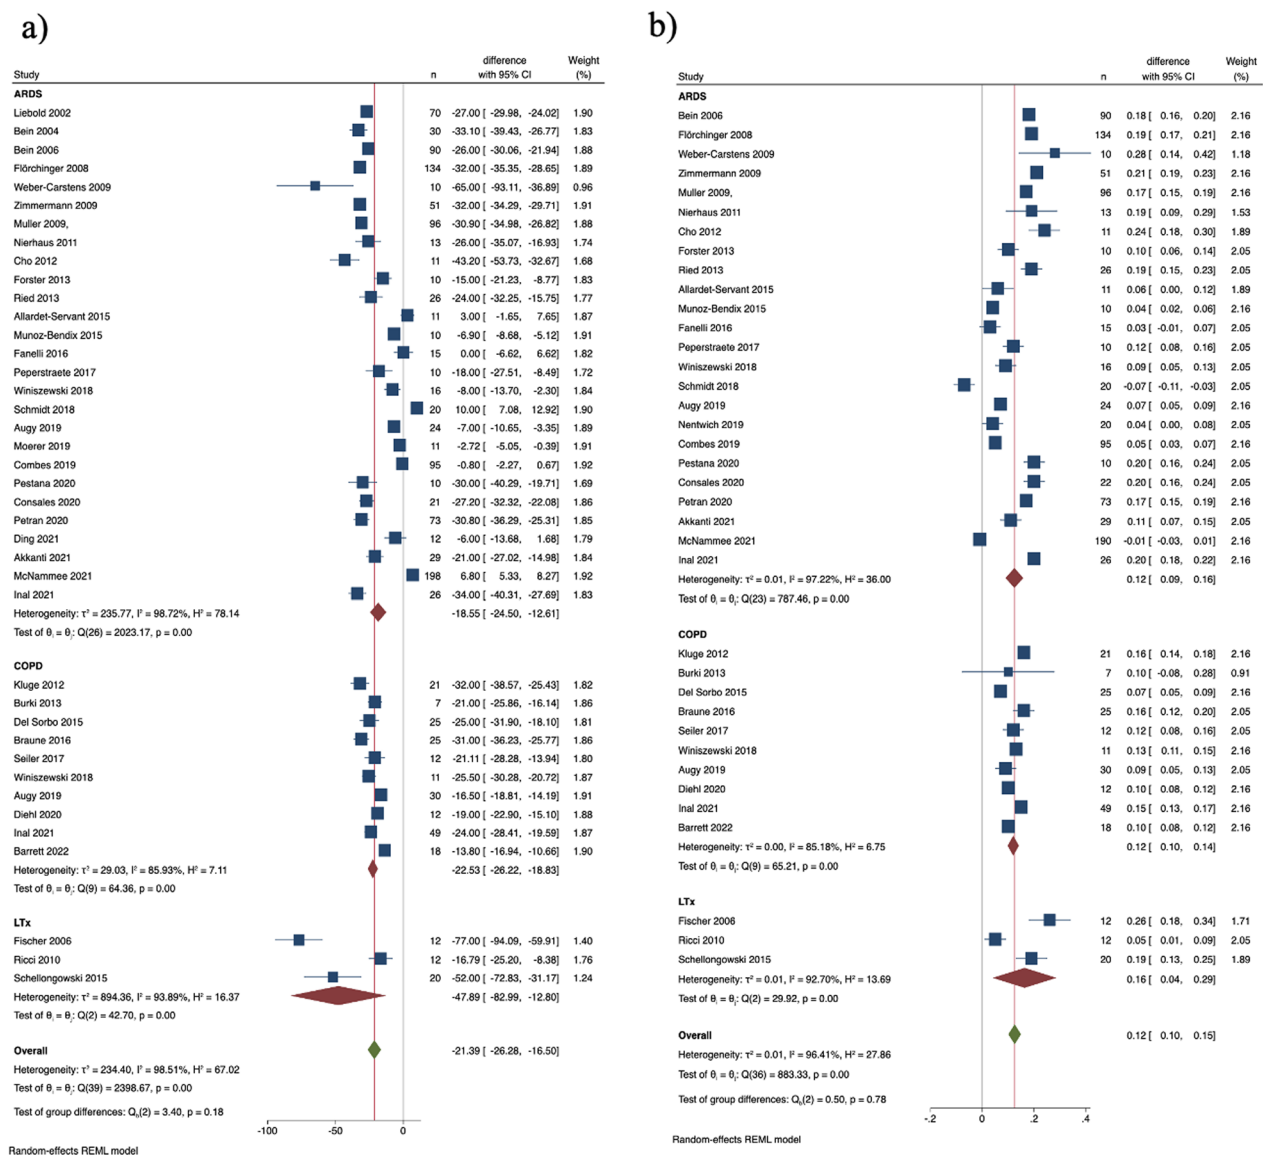 a)
difference Weight
Study n with 95% CI (%)
ARDS
Liebold 2002 70 -27.00 [ -29.98, -24.02] 1.90
Bein 2004 30 -33.10 [ -39.43, -26.77] 1.83
Bein 2006 90 -26.00 [ -30.06, -21.94] 1.88
Flörchinger 2008 134 -32.00 [ -35.35, -28.65] 1.89
Weber-Carstens 2009 10 -65.00 [ -93.11, -36.89] 0.96
Zimmermann 2009 51 -32.00 [ -34.29, -29.71] 1.91
Muller 2009, 96 -30.90 [ -34.98, -26.82] 1.88
Nierhaus 2011 13 -26.00 [ -35.07, -16.93] 1.74
Cho 2012 11 -43.20 [ -53.73, -32.67] 1.68
Forster 2013 10 -15.00 [ -21.23, -8.77] 1.83
Ried 2013 26 -24.00 [ -32.25, -15.75] 1.77
Allardet-Servant 2015 11 3.00 [ -1.65, 7.65] 1.87
Munoz-Bendix 2015 10 -6.90 [ -8.68, -5.12] 1.91
Fanelli 2016 15 0.00 [ -6.62, 6.62] 1.82
Peperstraete 2017 10 -18.00 [ -27.51, -8.49] 1.72
Winiszewski 2018 16 -8.00 [ -13.70, -2.30] 1.84
Schmidt 2018 20 10.00 [ 7.08, 12.92] 1.90
Augy 2019 24 -7.00 [ -10.65, -3.35] 1.89
Moerer 2019 11 -2.72 [ -5.05, -0.39] 1.91
Combes 2019 95 -0.80 [ -2.27, 0.67] 1.92
Pestana 2020 10 -30.00 [ -40.29, -19.71] 1.69
Consales 2020 21 -27.20 [ -32.32, -22.08] 1.86
Petran 2020 73 -30.80 [ -36.29, -25.31] 1.85
Ding 2021 12 -6.00 [ -13.68, 1.68] 1.79
Akkanti 2021 29 -21.00 [ -27.02, -14.98] 1.84
McNammee 2021 198 6.80 [ 5.33, 8.27] 1.92
Inal 2021 26 -34.00 [ -40.31, -27.69] 1.83
Heterogeneity: τ² = 235.77, I² = 98.72%, H² = 78.14 -18.55 [ -24.50, -12.61]
Test of θᵢ = θⱼ: Q(26) = 2023.17, p = 0.00
COPD
Kluge 2012 21 -32.00 [ -38.57, -25.43] 1.82
Burki 2013 7 -21.00 [ -25.86, -16.14] 1.86
Del Sorbo 2015 25 -25.00 [ -31.90, -18.10] 1.81
Braune 2016 25 -31.00 [ -36.23, -25.77] 1.86
Seiler 2017 12 -21.11 [ -28.28, -13.94] 1.80
Winiszewski 2018 11 -25.50 [ -30.28, -20.72] 1.87
Augy 2019 30 -16.50 [ -18.81, -14.19] 1.91
Diehl 2020 12 -19.00 [ -22.90, -15.10] 1.88
Inal 2021 49 -24.00 [ -28.41, -19.59] 1.87
Barrett 2022 18 -13.80 [ -16.94, -10.66] 1.90
Heterogeneity: τ² = 29.03, I² = 85.93%, H² = 7.11 -22.53 [ -26.22, -18.83]
Test of θᵢ = θⱼ: Q(9) = 64.36, p = 0.00
LTx
Fischer 2006 12 -77.00 [ -94.09, -59.91] 1.40
Ricci 2010 12 -16.79 [ -25.20, -8.38] 1.76
Schellongowski 2015 20 -52.00 [ -72.83, -31.17] 1.24
Heterogeneity: τ² = 894.36, I² = 93.89%, H² = 16.37 -47.89 [ -82.99, -12.80]
Test of θᵢ = θⱼ: Q(2) = 42.70, p = 0.00
Overall -21.39 [ -26.28, -16.50]
Heterogeneity: τ² = 234.40, I² = 98.51%, H² = 67.02
Test of θᵢ = θⱼ: Q(39) = 2398.67, p = 0.00
Test of group differences: Q_b(2) = 3.40, p = 0.18
-100 -50 0
Random-effects REML model
b)
difference Weight
Study n with 95% CI (%)
ARDS
Bein 2006 90 0.18 [ 0.16, 0.20] 2.16
Flörchinger 2008 134 0.19 [ 0.17, 0.21] 2.16
Weber-Carstens 2009 10 0.28 [ 0.14, 0.42] 1.18
Zimmermann 2009 51 0.21 [ 0.19, 0.23] 2.16
Muller 2009, 96 0.17 [ 0.15, 0.19] 2.16
Nierhaus 2011 13 0.19 [ 0.09, 0.29] 1.53
Cho 2012 11 0.24 [ 0.18, 0.30] 1.89
Forster 2013 10 0.10 [ 0.06, 0.14] 2.05
Ried 2013 26 0.19 [ 0.15, 0.23] 2.05
Allardet-Servant 2015 11 0.06 [ 0.00, 0.12] 1.89
Munoz-Bendix 2015 10 0.04 [ 0.02, 0.06] 2.16
Fanelli 2016 15 0.03 [ -0.01, 0.07] 2.05
Peperstraete 2017 10 0.12 [ 0.08, 0.16] 2.05
Winiszewski 2018 16 0.09 [ 0.05, 0.13] 2.05
Schmidt 2018 20 -0.07 [ -0.11, -0.03] 2.05
Augy 2019 24 0.07 [ 0.05, 0.09] 2.16
Nentwich 2019 20 0.04 [ 0.00, 0.08] 2.05
Combes 2019 95 0.05 [ 0.03, 0.07] 2.16
Pestana 2020 10 0.20 [ 0.16, 0.24] 2.05
Consales 2020 22 0.20 [ 0.16, 0.24] 2.05
Petran 2020 73 0.17 [ 0.15, 0.19] 2.16
Akkanti 2021 29 0.11 [ 0.07, 0.15] 2.05
McNammee 2021 190 -0.01 [ -0.03, 0.01] 2.16
Inal 2021 26 0.20 [ 0.18, 0.22] 2.16
Heterogeneity: τ² = 0.01, I² = 97.22%, H² = 36.00 0.12 [ 0.09, 0.16]
Test of θᵢ = θⱼ: Q(23) = 787.46, p = 0.00
COPD
Kluge 2012 21 0.16 [ 0.14, 0.18] 2.16
Burki 2013 7 0.10 [ -0.08, 0.28] 0.91
Del Sorbo 2015 25 0.07 [ 0.05, 0.09] 2.16
Braune 2016 25 0.16 [ 0.12, 0.20] 2.05
Seiler 2017 12 0.12 [ 0.08, 0.16] 2.05
Winiszewski 2018 11 0.13 [ 0.11, 0.15] 2.16
Augy 2019 30 0.09 [ 0.05, 0.13] 2.05
Diehl 2020 12 0.10 [ 0.08, 0.12] 2.16
Inal 2021 49 0.15 [ 0.13, 0.17] 2.16
Barrett 2022 18 0.10 [ 0.08, 0.12] 2.16
Heterogeneity: τ² = 0.00, I² = 85.18%, H² = 6.75 0.12 [ 0.10, 0.14]
Test of θᵢ = θⱼ: Q(9) = 65.21, p = 0.00
LTx
Fischer 2006 12 0.26 [ 0.18, 0.34] 1.71
Ricci 2010 12 0.05 [ 0.01, 0.09] 2.05
Schellongowski 2015 20 0.19 [ 0.13, 0.25] 1.89
Heterogeneity: τ² = 0.01, I² = 92.70%, H² = 13.69 0.16 [ 0.04, 0.29]
Test of θᵢ = θⱼ: Q(2) = 29.92, p = 0.00
Overall 0.12 [ 0.10, 0.15]
Heterogeneity: τ² = 0.01, I² = 96.41%, H² = 27.86
Test of θᵢ = θⱼ: Q(36) = 883.33, p = 0.00
Test of group differences: Q_b(2) = 0.50, p = 0.78
-.2 0 .2 .4
Random-effects REML model